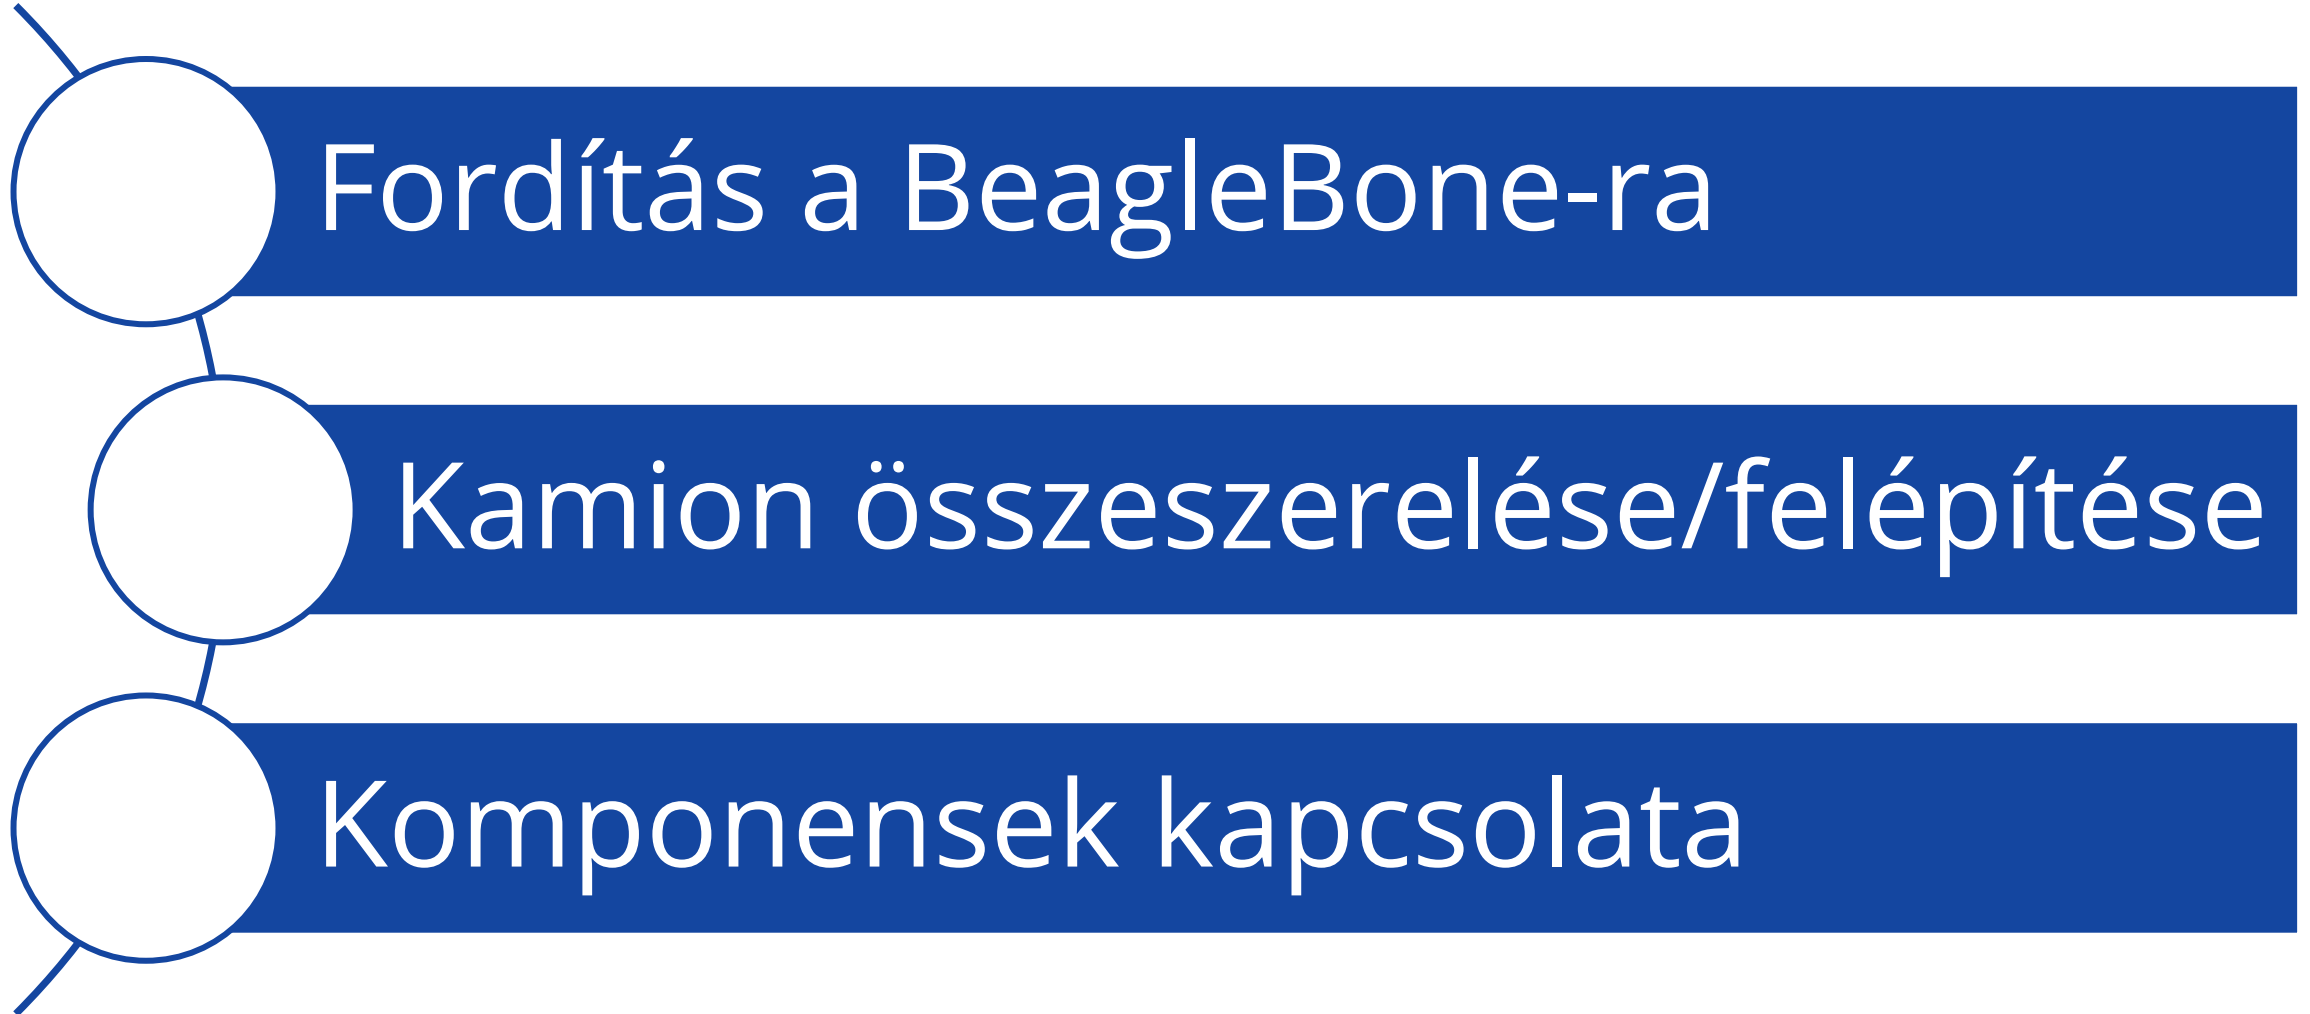 Fordítás a BeagleBone-ra
Kamion összeszerelése/felépítése
Komponensek kapcsolata